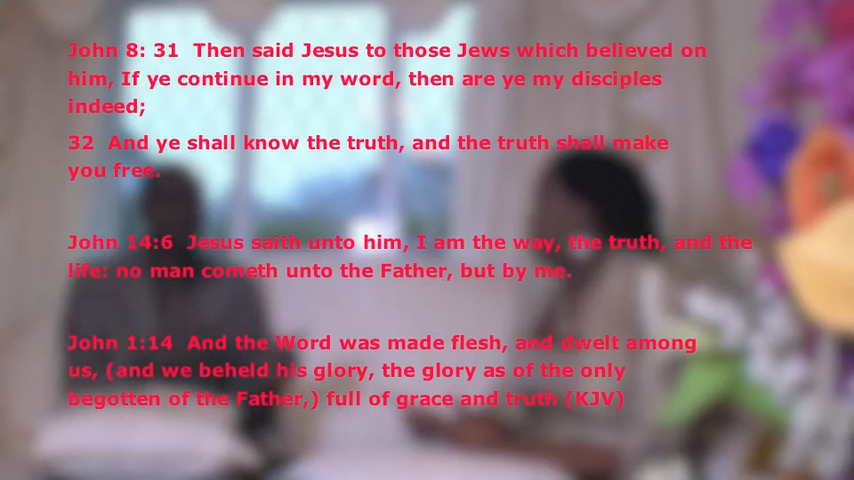 John 8: 31 Then said Jesus to those Jews which believed on
him, If ye continue in my word, then are ye my disciples
indeed;
32 And ye shall know the truth, and the truth shall make
you free.
John 14:6 Jesus saith unto him, I am the way, the truth, and the
life: no man cometh unto the Father, but by me.
John 1:14 And the Word was made flesh, and dwelt among
us, (and we beheld his glory, the glory as of the only
begotten of the Father,) full of grace and truth (KJV)